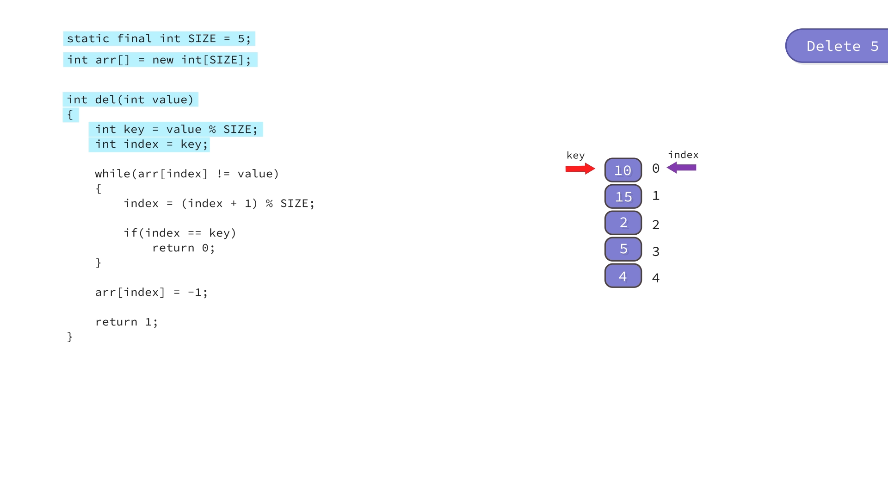 static final int SIZE = 5;
int arr[] = new int[SIZE];
int del(int value)
{
int key = value % SIZE;
int index = key;
while(arr[index] != value)
{
index = (index + 1) % SIZE;
if(index == key)
return 0;
}
arr[index] = -1;
return 1;
}
Delete 5
key
index
10 0
15 1
2 2
5 3
4 4